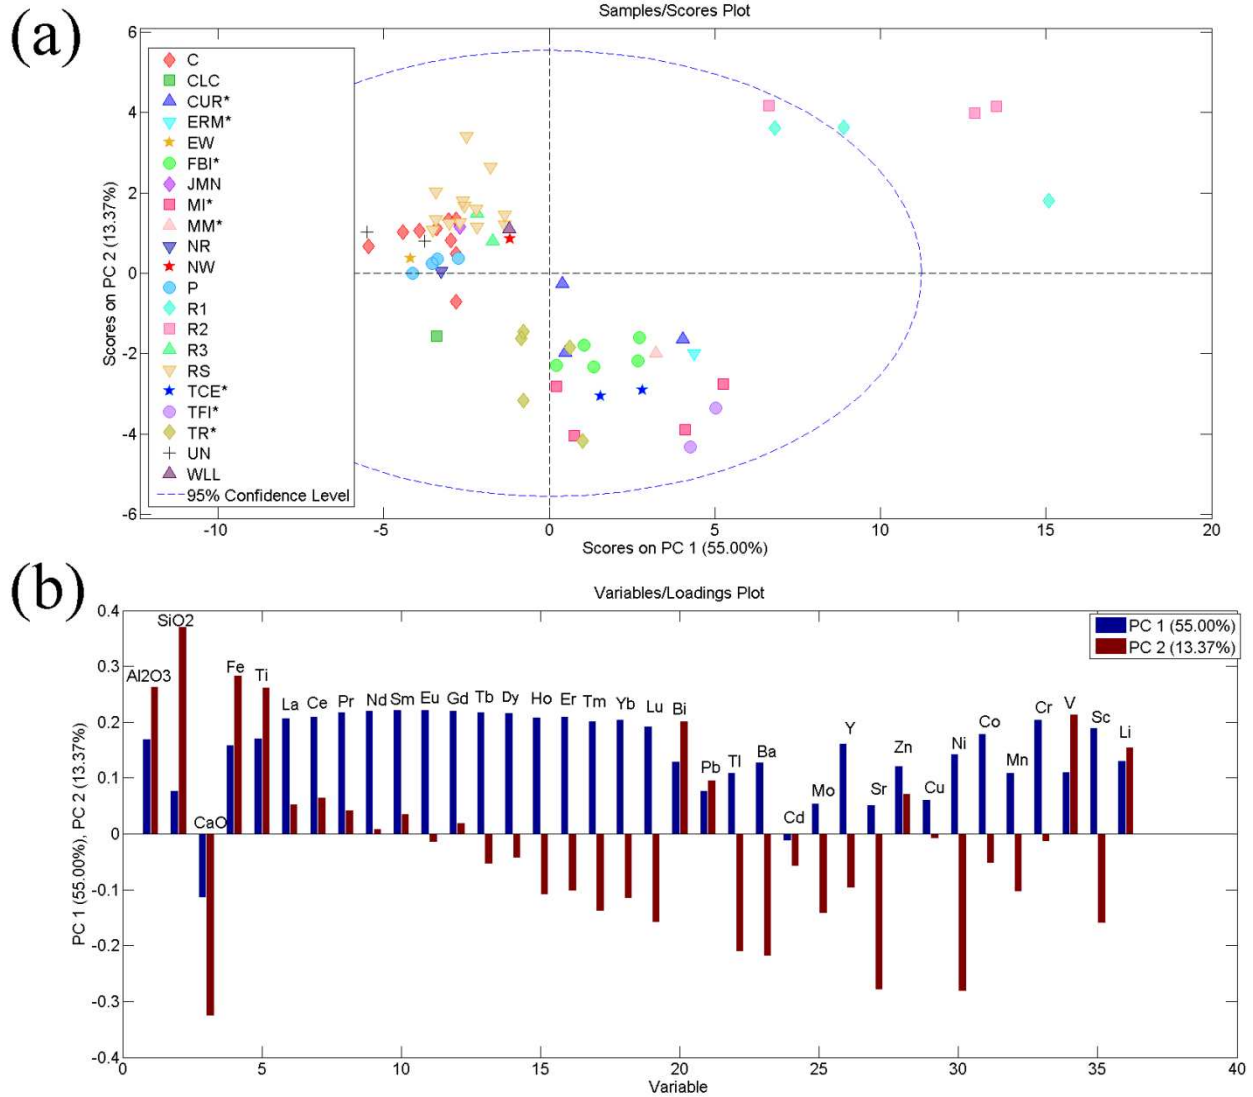 (a)
Samples/Scores Plot
6
4
2
0
-2
-4
-6
Scores on PC 2 (13.37%)
C
CLC
CUR*
ERM*
EW
FBI*
JMN
MI*
MM*
NR
NW
P
R1
R2
R3
RS
TCE*
TFI*
TR*
UN
WLL
95% Confidence Level
-10 -5 0 5 10 15 20
Scores on PC 1 (55.00%)
(b)
Variables/Loadings Plot
PC 1 (55.00%)
PC 2 (13.37%)
0.4
0.3
0.2
0.1
0
-0.1
-0.2
-0.3
-0.4
PC 1 (55.00%), PC 2 (13.37%)
Al2O3 SiO2 CaO Fe Ti La Ce Pr Nd Sm Eu Gd Tb Dy Ho Er Tm Yb Lu Bi Pb Tl Ba Cd Mo Y Sr Zn Cu Ni Co Mn Cr V Sc Li
0 5 10 15 20 25 30 35 40
Variable